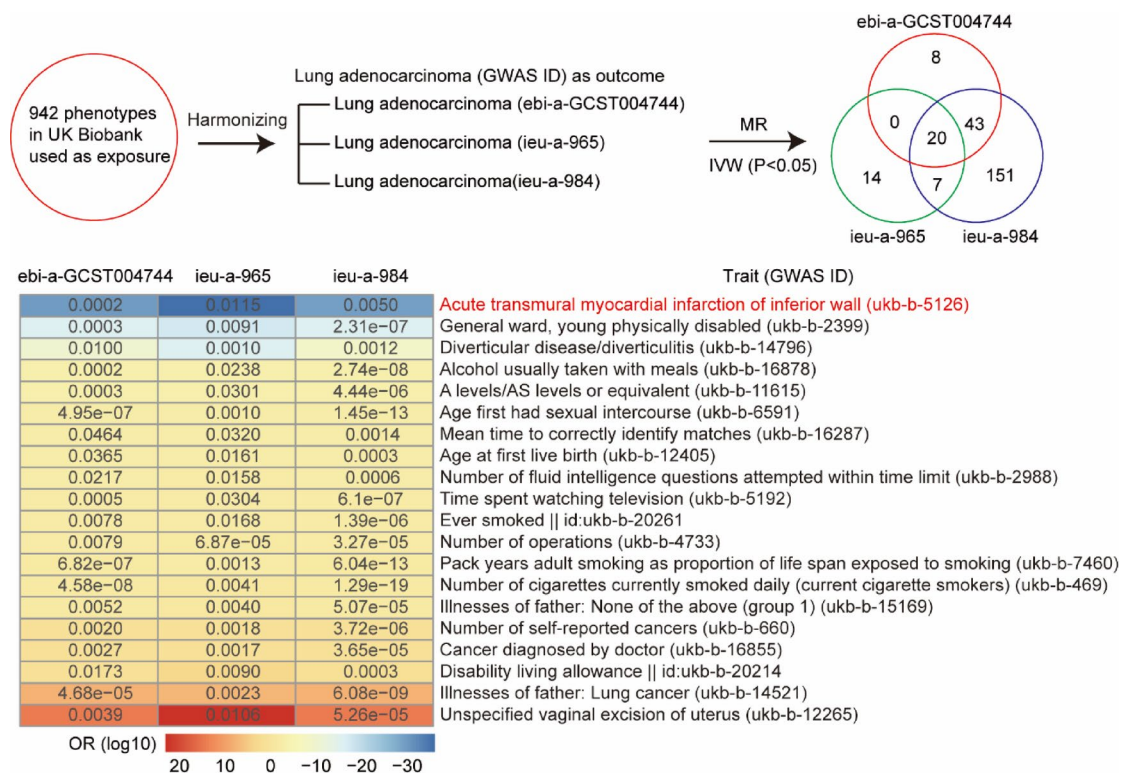 942 phenotypes
in UK Biobank
used as exposure
Harmonizing
Lung adenocarcinoma (GWAS ID) as outcome
Lung adenocarcinoma (ebi-a-GCST004744)
Lung adenocarcinoma (ieu-a-965)
Lung adenocarcinoma(ieu-a-984)
MR
IVW (P<0.05)
ebi-a-GCST004744
8
0
20
43
14
7
151
ieu-a-965
ieu-a-984
ebi-a-GCST004744 ieu-a-965 ieu-a-984 Trait (GWAS ID)
0.0002 0.0115 0.0050 Acute transmural myocardial infarction of inferior wall (ukb-b-5126)
0.0003 0.0091 2.31e−07 General ward, young physically disabled (ukb-b-2399)
0.0100 0.0010 0.0012 Diverticular disease/diverticulitis (ukb-b-14796)
0.0002 0.0238 2.74e−08 Alcohol usually taken with meals (ukb-b-16878)
0.0003 0.0301 4.44e−06 A levels/AS levels or equivalent (ukb-b-11615)
4.95e−07 0.0010 1.45e−13 Age first had sexual intercourse (ukb-b-6591)
0.0464 0.0320 0.0014 Mean time to correctly identify matches (ukb-b-16287)
0.0365 0.0161 0.0003 Age at first live birth (ukb-b-12405)
0.0217 0.0158 0.0006 Number of fluid intelligence questions attempted within time limit (ukb-b-2988)
0.0005 0.0304 6.1e−07 Time spent watching television (ukb-b-5192)
0.0078 0.0168 1.39e−06 Ever smoked || id:ukb-b-20261
0.0079 6.87e−05 3.27e−05 Number of operations (ukb-b-4733)
6.82e−07 0.0013 6.04e−13 Pack years adult smoking as proportion of life span exposed to smoking (ukb-b-7460)
4.58e−08 0.0041 1.29e−19 Number of cigarettes currently smoked daily (current cigarette smokers) (ukb-b-469)
0.0052 0.0040 5.07e−05 Illnesses of father: None of the above (group 1) (ukb-b-15169)
0.0020 0.0018 3.72e−06 Number of self-reported cancers (ukb-b-660)
0.0027 0.0017 3.65e−05 Cancer diagnosed by doctor (ukb-b-16855)
0.0173 0.0090 0.0003 Disability living allowance || id:ukb-b-20214
4.68e−05 0.0023 6.08e−09 Illnesses of father: Lung cancer (ukb-b-14521)
0.0039 0.0106 5.26e−05 Unspecified vaginal excision of uterus (ukb-b-12265)
OR (log10)
20 10 0 −10 −20 −30